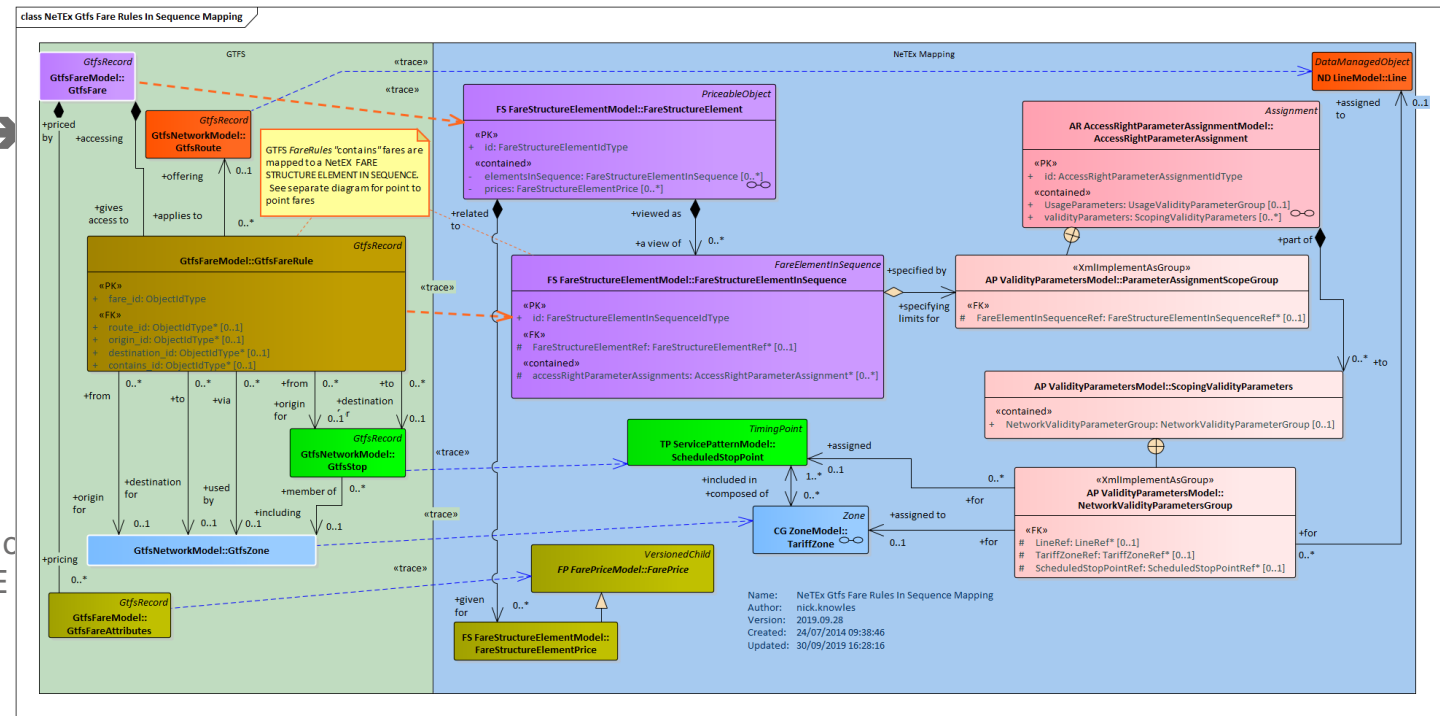 class NeTEx Gtfs Fare Rules In Sequence Mapping
GTFS
NeTEx Mapping
GtfsRecord
GtfsFareModel::
GtfsFare
«trace»
«trace»
DataManagedObject
ND LineModel::Line
+assigned
to
0..1
+priced
by
+accessing
GtfsRecord
GtfsNetworkModel::
GtfsRoute
+offering
0..1
+gives
access to
+applies to
0..*
GTFS FareRules "contains" fares are
mapped to a NetEX FARE
STRUCTURE ELEMENT IN SEQUENCE.
See separate diagram for point to
point fares
PriceableObject
FS FareStructureElementModel::FareStructureElement
«PK»
+ id: FareStructureElementIdType
«contained»
- elementsInSequence: FareStructureElementInSequence [0..*]
- prices: FareStructureElementPrice [0..*]
+related
to
+viewed as
+a view of
0..*
Assignment
AR AccessRightParameterAssignmentModel::
AccessRightParameterAssignment
«PK»
+ id: AccessRightParameterAssignmentIdType
«contained»
+ UsageParameters: UsageValidityParameterGroup [0..1]
+ validityParameters: ScopingValidityParameters [0..*]
+part of
GtfsRecord
GtfsFareModel::GtfsFareRule
«PK»
+ fare_id: ObjectIdType
«FK»
+ route_id: ObjectIdType* [0..1]
+ origin_id: ObjectIdType* [0..1]
+ destination_id: ObjectIdType* [0..1]
+ contains_id: ObjectIdType* [0..1]
«trace»
FareElementInSequence
FS FareStructureElementModel::FareStructureElementInSequence
«PK»
+ id: FareStructureElementInSequenceIdType
«FK»
# FareStructureElementRef: FareStructureElementRef* [0..1]
«contained»
# accessRightParameterAssignments: AccessRightParameterAssignment* [0..*]
+specified by
+specifying
limits for
«XmlImplementAsGroup»
AP ValidityParametersModel::ParameterAssignmentScopeGroup
«FK»
# FareElementInSequenceRef: FareStructureElementInSequenceRef* [0..1]
0..*
+to
AP ValidityParametersModel::ScopingValidityParameters
«contained»
+ NetworkValidityParameterGroup: NetworkValidityParameterGroup [0..1]
0..*
0..*
0..*
+from
0..*
+to
0..*
+from
+to
+via
+origin
for
0..1
+destination
0..1
GtfsRecord
GtfsNetworkModel::
GtfsStop
«trace»
TimingPoint
TP ServicePatternModel::
ScheduledStopPoint
+assigned
0..1
1..*
+included in
+composed of
0..*
0..*
+for
«XmlImplementAsGroup»
AP ValidityParametersModel::
NetworkValidityParametersGroup
«FK»
# LineRef: LineRef* [0..1]
# TariffZoneRef: TariffZoneRef* [0..1]
# ScheduledStopPointRef: ScheduledStopPointRef* [0..1]
+for
0..*
+origin
for
+destination
for
+used
by
+member of
0..*
+including
0..1
0..1
0..1
0..1
«trace»
GtfsNetworkModel::GtfsZone
Zone
CG ZoneModel::
TariffZone
+assigned to
0..1
+for
+pricing
0..*
«trace»
VersionedChild
FP FarePriceModel::FarePrice
GtfsRecord
GtfsFareModel::
GtfsFareAttributes
+given
for
0..*
FS FareStructureElementModel::
FareStructureElementPrice
Name: NeTEx Gtfs Fare Rules In Sequence Mapping
Author: nick.knowles
Version: 2019.09.28
Created: 24/07/2014 09:38:46
Updated: 30/09/2019 16:28:16